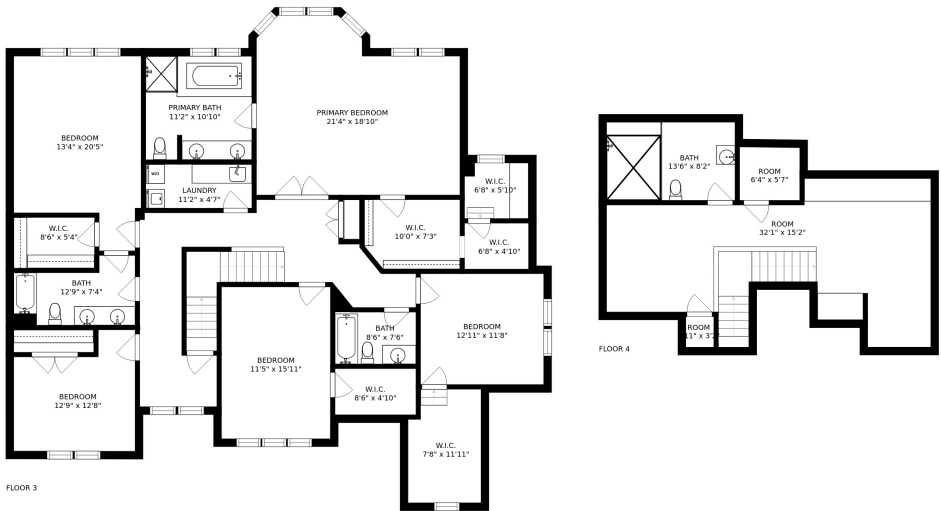 PRIMARY BATH
11'2" x 10'10"
PRIMARY BEDROOM
21'4" x 18'10"
BEDROOM
13'4" x 20'5"
LAUNDRY
11'2" x 4'7"
W/D
W.I.C.
6'8" x 5'10"
W.I.C.
8'6" x 5'4"
W.I.C.
10'0" x 7'3"
W.I.C.
6'8" x 4'10"
BATH
12'9" x 7'4"
BATH
8'6" x 7'6"
BEDROOM
12'11" x 11'8"
BEDROOM
11'5" x 15'11"
W.I.C.
8'6" x 4'10"
BEDROOM
12'9" x 12'8"
W.I.C.
7'8" x 11'11"
FLOOR 3
BATH
13'6" x 8'2"
ROOM
6'4" x 5'7"
ROOM
32'1" x 15'2"
ROOM
FLOOR 4